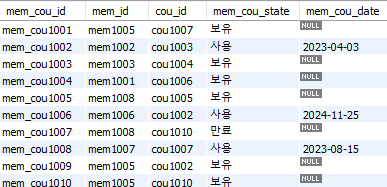 mem_cou_id mem_id cou_id mem_cou_state mem_cou_date
mem_cou1001 mem1005 cou1007 보유 NULL
mem_cou1002 mem1003 cou1003 사용 2023-04-03
mem_cou1003 mem1003 cou1004 보유 NULL
mem_cou1004 mem1001 cou1006 보유 NULL
mem_cou1005 mem1008 cou1005 보유 NULL
mem_cou1006 mem1006 cou1002 사용 2024-11-25
mem_cou1007 mem1008 cou1010 만료 NULL
mem_cou1008 mem1007 cou1007 사용 2023-08-15
mem_cou1009 mem1005 cou1002 보유 NULL
mem_cou1010 mem1005 cou1010 보유 NULL